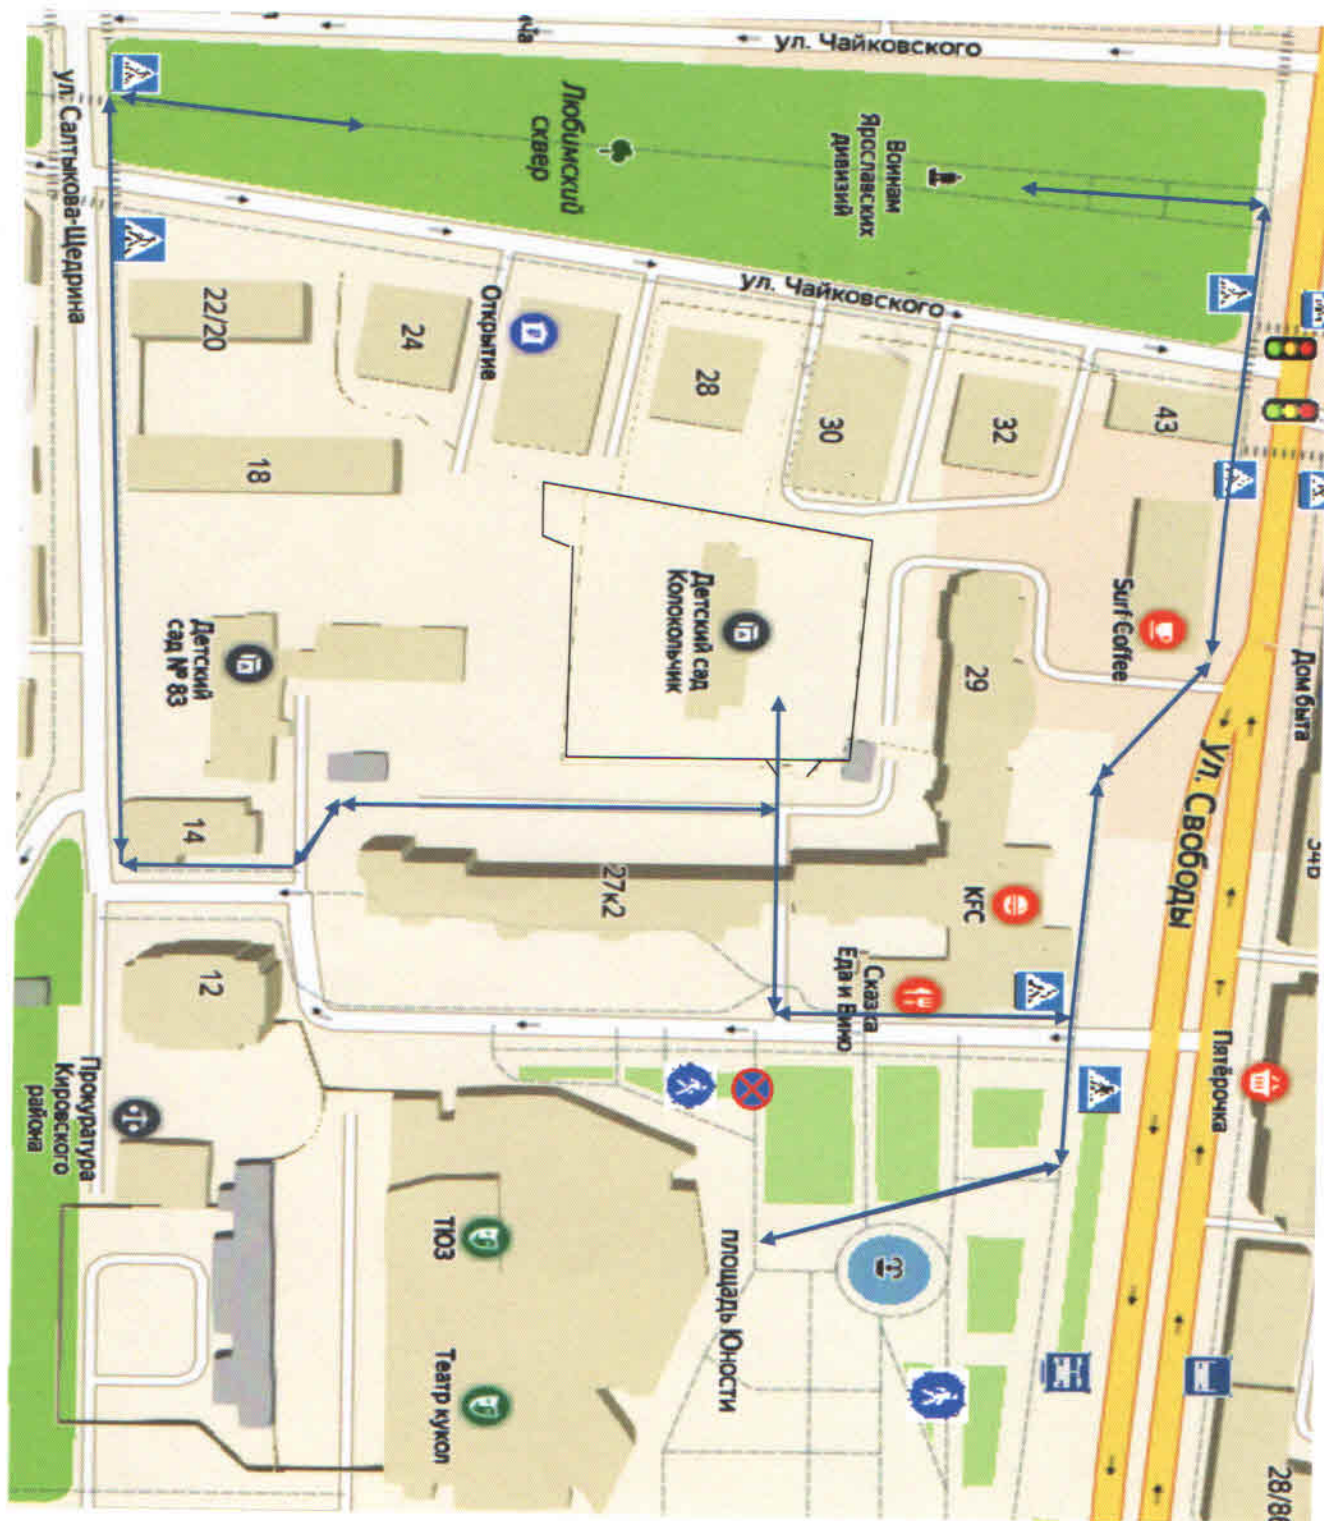 ул. Чайковского
ча
Любимский
сквер
Воинам
Ярославских
дивизий
ул. Салтыкова-Щедрина
ул. Чайковского
22/20
24
Открытие
28
30
32
43
18
Детский сад
Колокольчик
Surf Coffee
29
Дом быта
Детский
сад № 83
ул. Свободы
14
27к2
KFC
Сказка
Еда и Вино
12
Пятёрочка
Прокуратура
Кировского
района
ТЮЗ
площадь Юности
Театр кукол
28/86